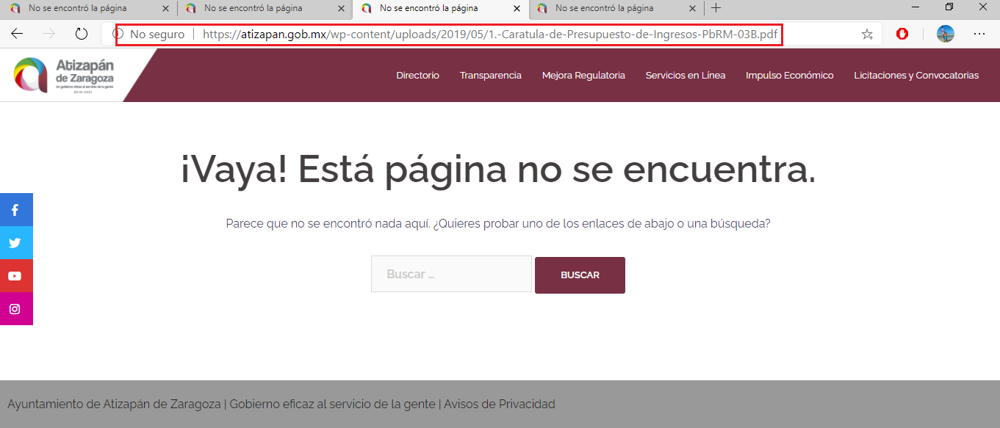 No se encontró la página
No se encontró la página
No se encontró la página
No se encontró la página
No seguro
https://atizapan.gob.mx/wp-content/uploads/2019/05/1.-Caratula-de-Presupuesto-de-Ingresos-PbRM-03B.pdf
Atizapán
de Zaragoza
Un gobierno eficaz al servicio de la gente
Directorio Transparencia Mejora Regulatoria Servicios en Línea Impulso Económico Licitaciones y Convocatorias
¡Vaya! Está página no se encuentra.
Parece que no se encontró nada aquí. ¿Quieres probar uno de los enlaces de abajo o una búsqueda?
Buscar ...
BUSCAR
Ayuntamiento de Atizapán de Zaragoza | Gobierno eficaz al servicio de la gente | Avisos de Privacidad